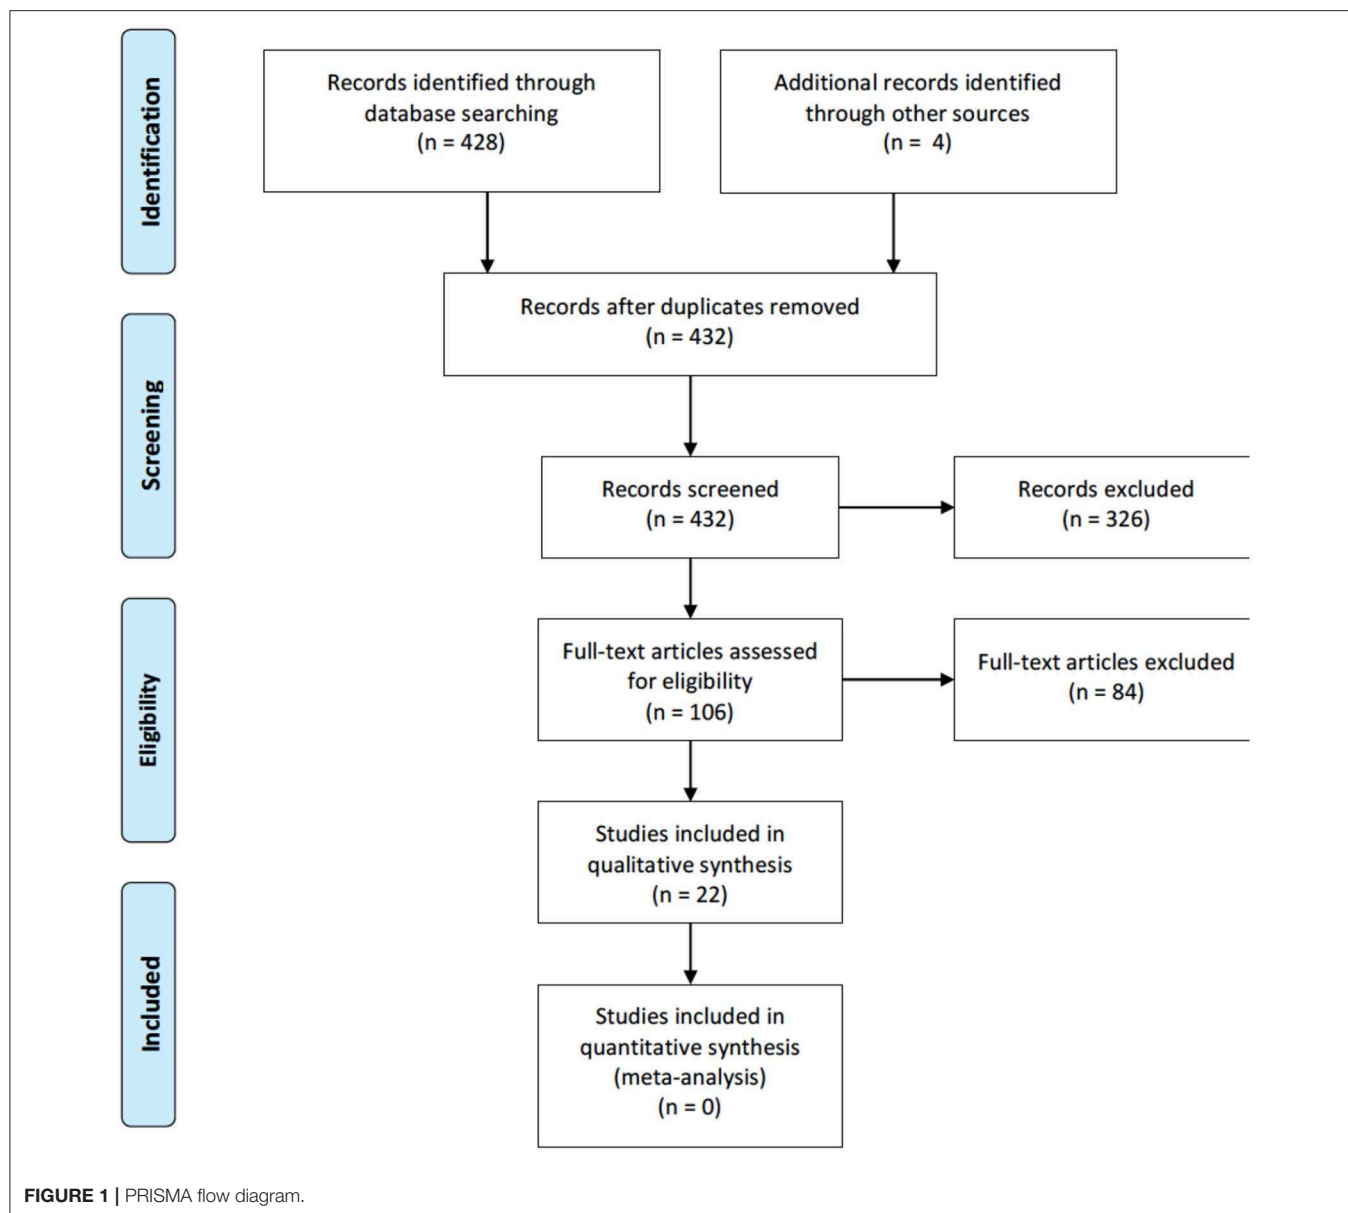 Identification
Records identified through
database searching
(n = 428)
Additional records identified
through other sources
(n =  4)
Records after duplicates removed
(n = 432)
Screening
Records screened
(n = 432)
Records excluded
(n = 326)
Eligibility
Full-text articles assessed
for eligibility
(n = 106)
Full-text articles excluded
(n = 84)
Studies included in
qualitative synthesis
(n = 22)
Included
Studies included in
quantitative synthesis
(meta-analysis)
(n = 0)
FIGURE 1 | PRISMA flow diagram.